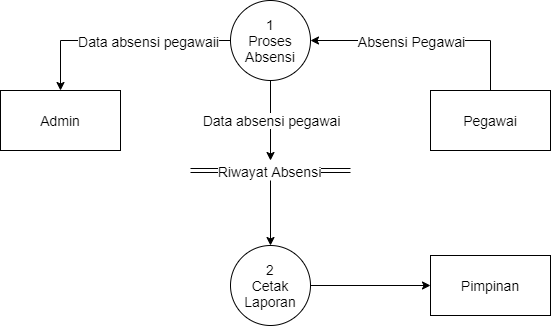 1
Proses
Absensi
Data absensi pegawaii
Absensi Pegawai
Admin
Data absensi pegawai
Pegawai
Riwayat Absensi
2
Cetak
Laporan
Pimpinan